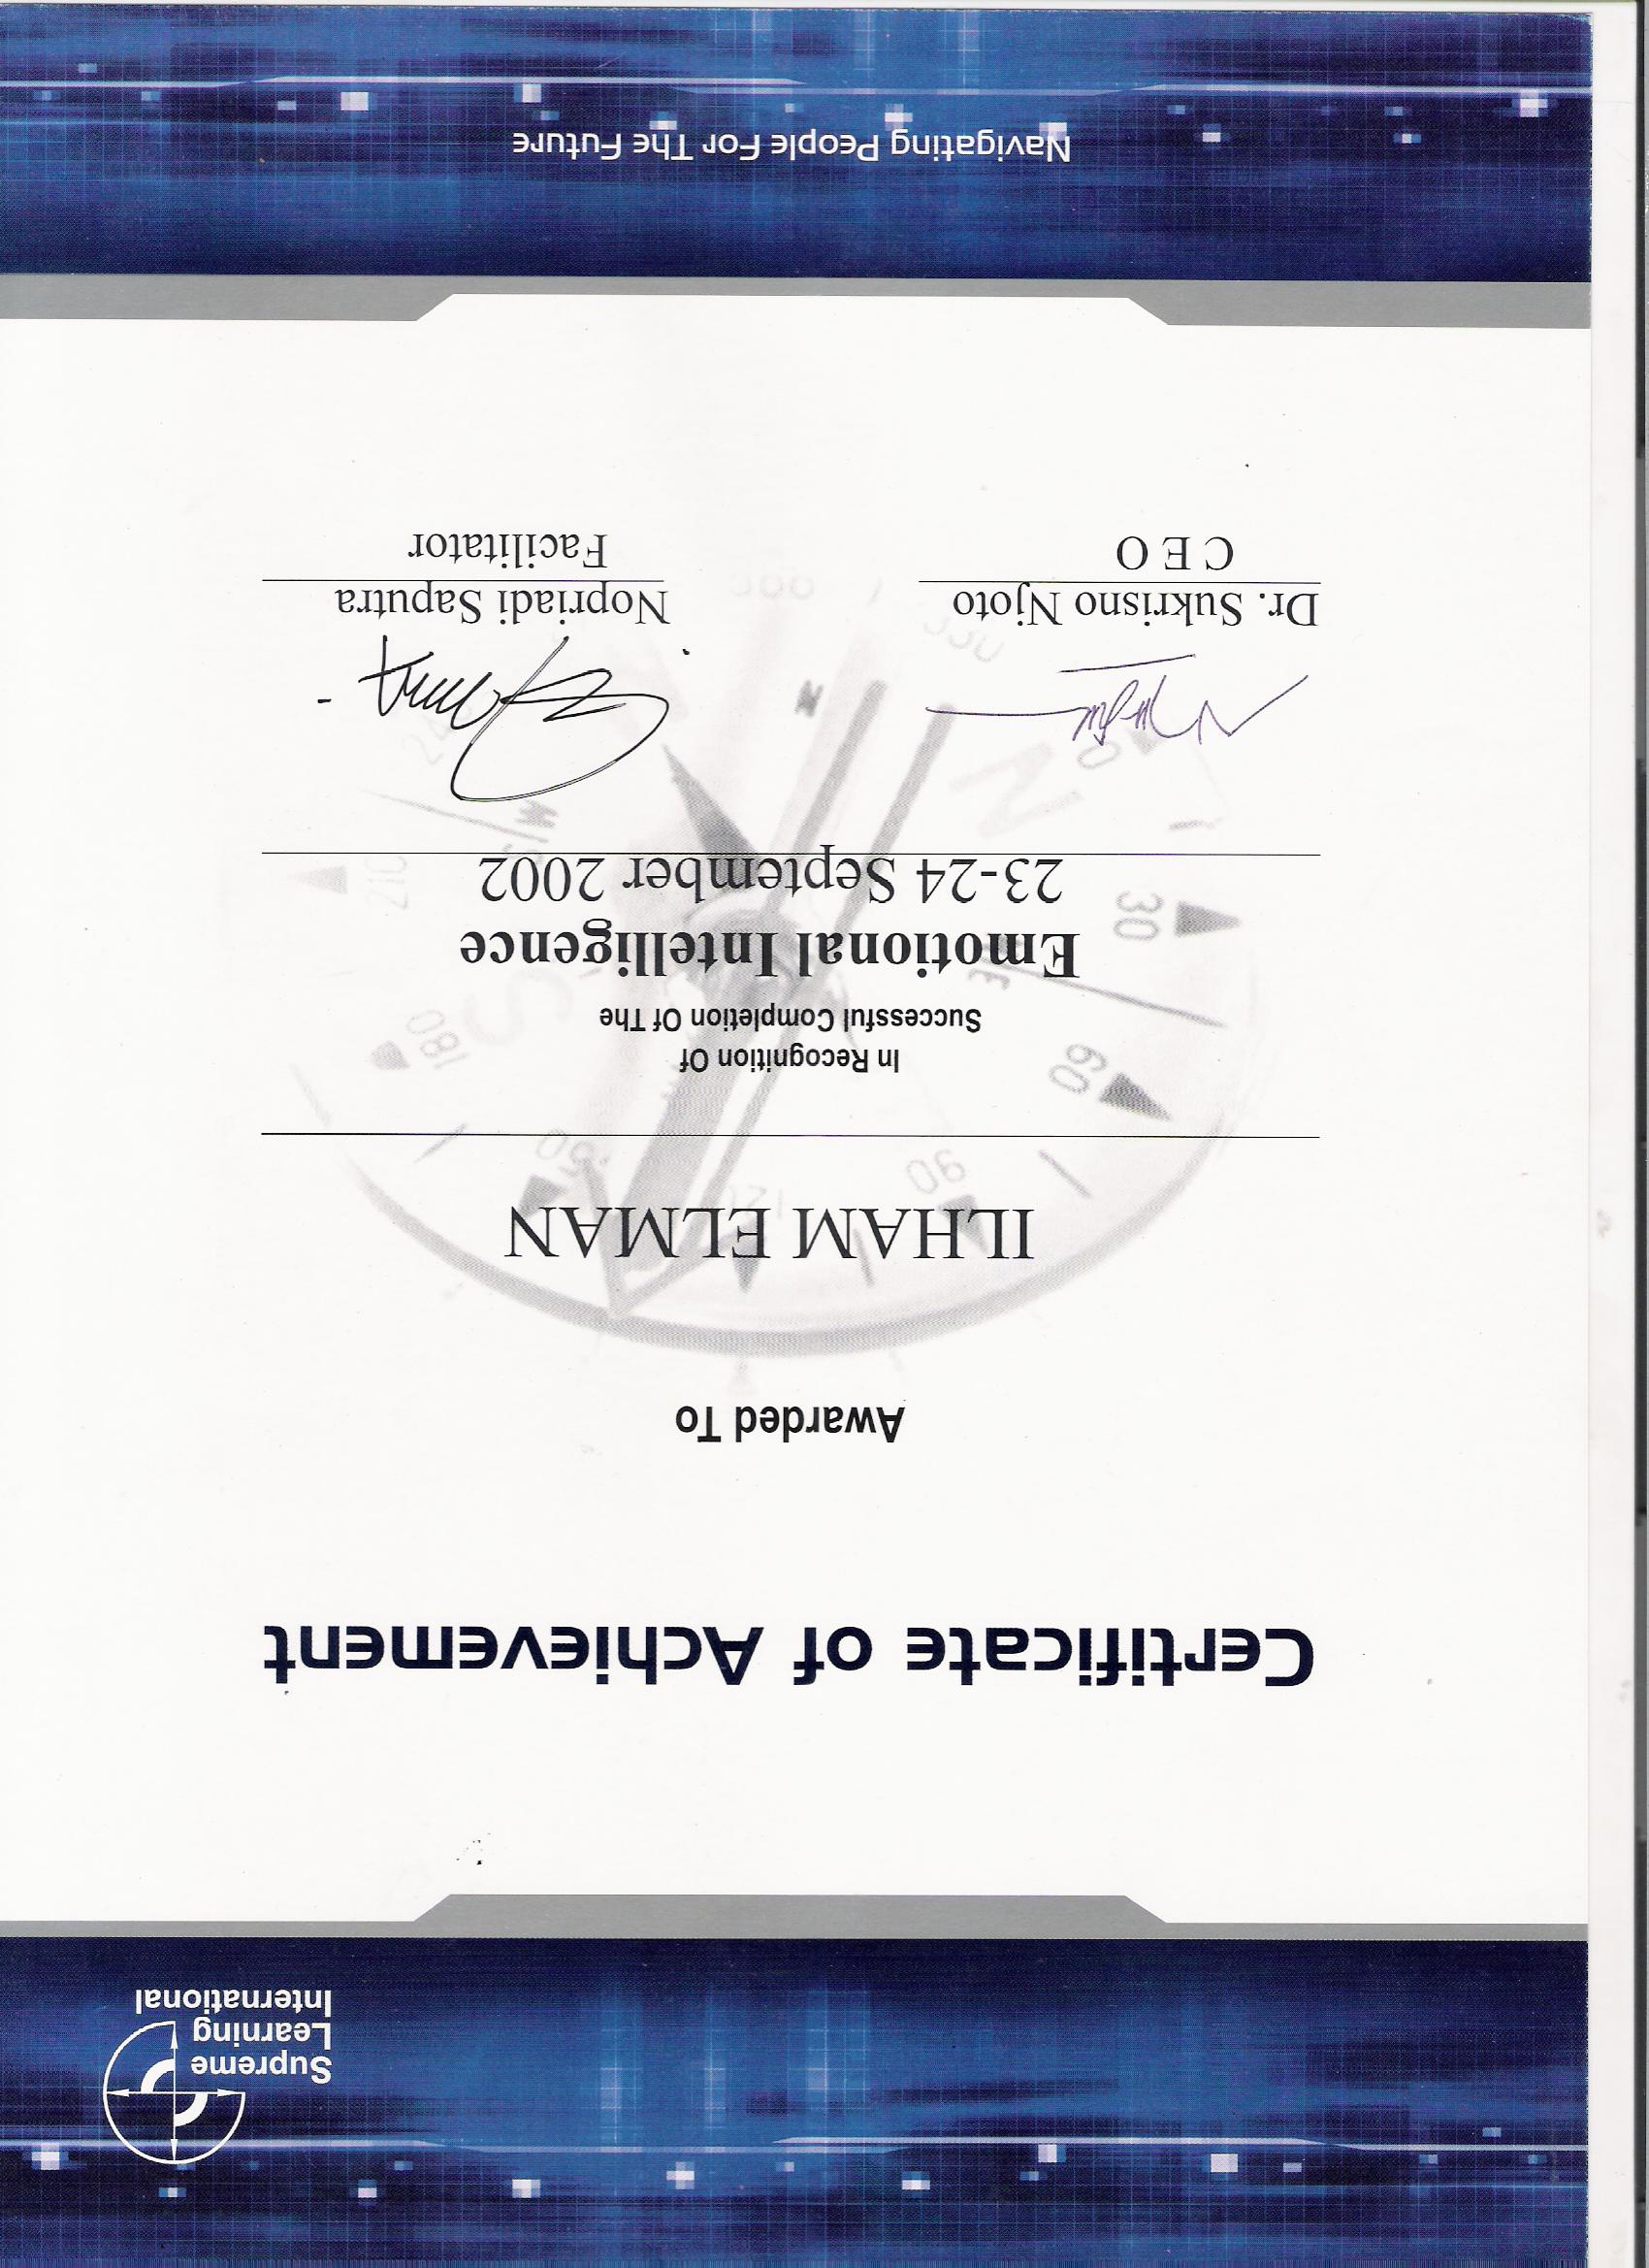 Supreme
Learning
International
Certificate of Achievement
Awarded To
ILHAM ELMAN
In Recognition Of
Successful Completion Of The
Emotional Intelligence
23-24 September 2002
Dr. Sukrisno Njoto
C E O
Nopriadi Saputra
Facilitator
Navigating People For The Future